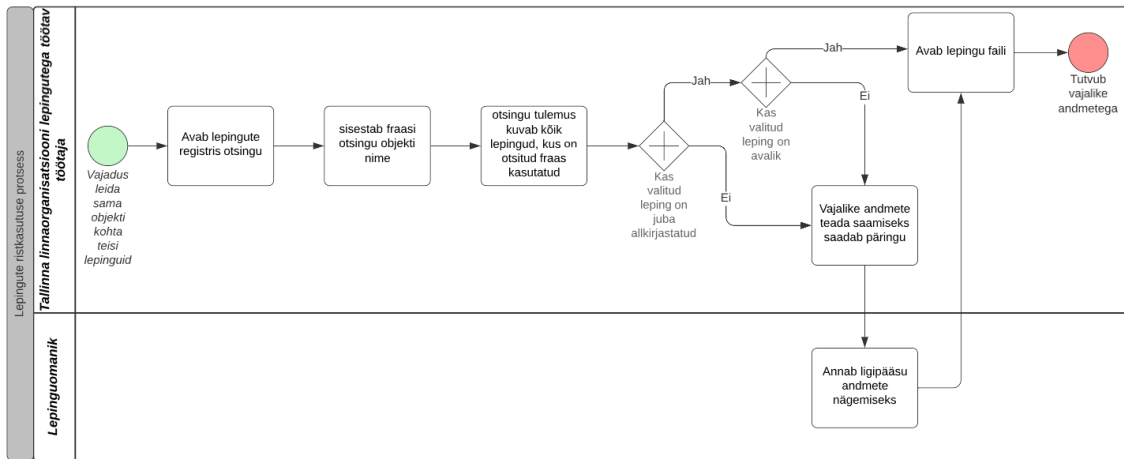 Lepingute ristkasutuse protsess
Tallinna linnaorganisatsiooni lepingutega töötav
töötaja
Vajadus
leida
sama
objekti
kohta
teisi
lepinguid
Avab lepingute
registris otsingu
sisestab fraasi
otsingu objekti
nime
otsingu tulemus
kuvab kõik
lepingud, kus on
otsitud fraas
kasutatud
Kas
valitud
leping on
juba
allkirjastatud
Jah
Ei
Kas
valitud
leping on
avalik
Jah
Ei
Avab lepingu faili
Tutvub
vajalike
andmetega
Vajalike andmete
teada saamiseks
saadab päringu
Lepinguomanik
Annab ligipääsu
andmete
nägemiseks